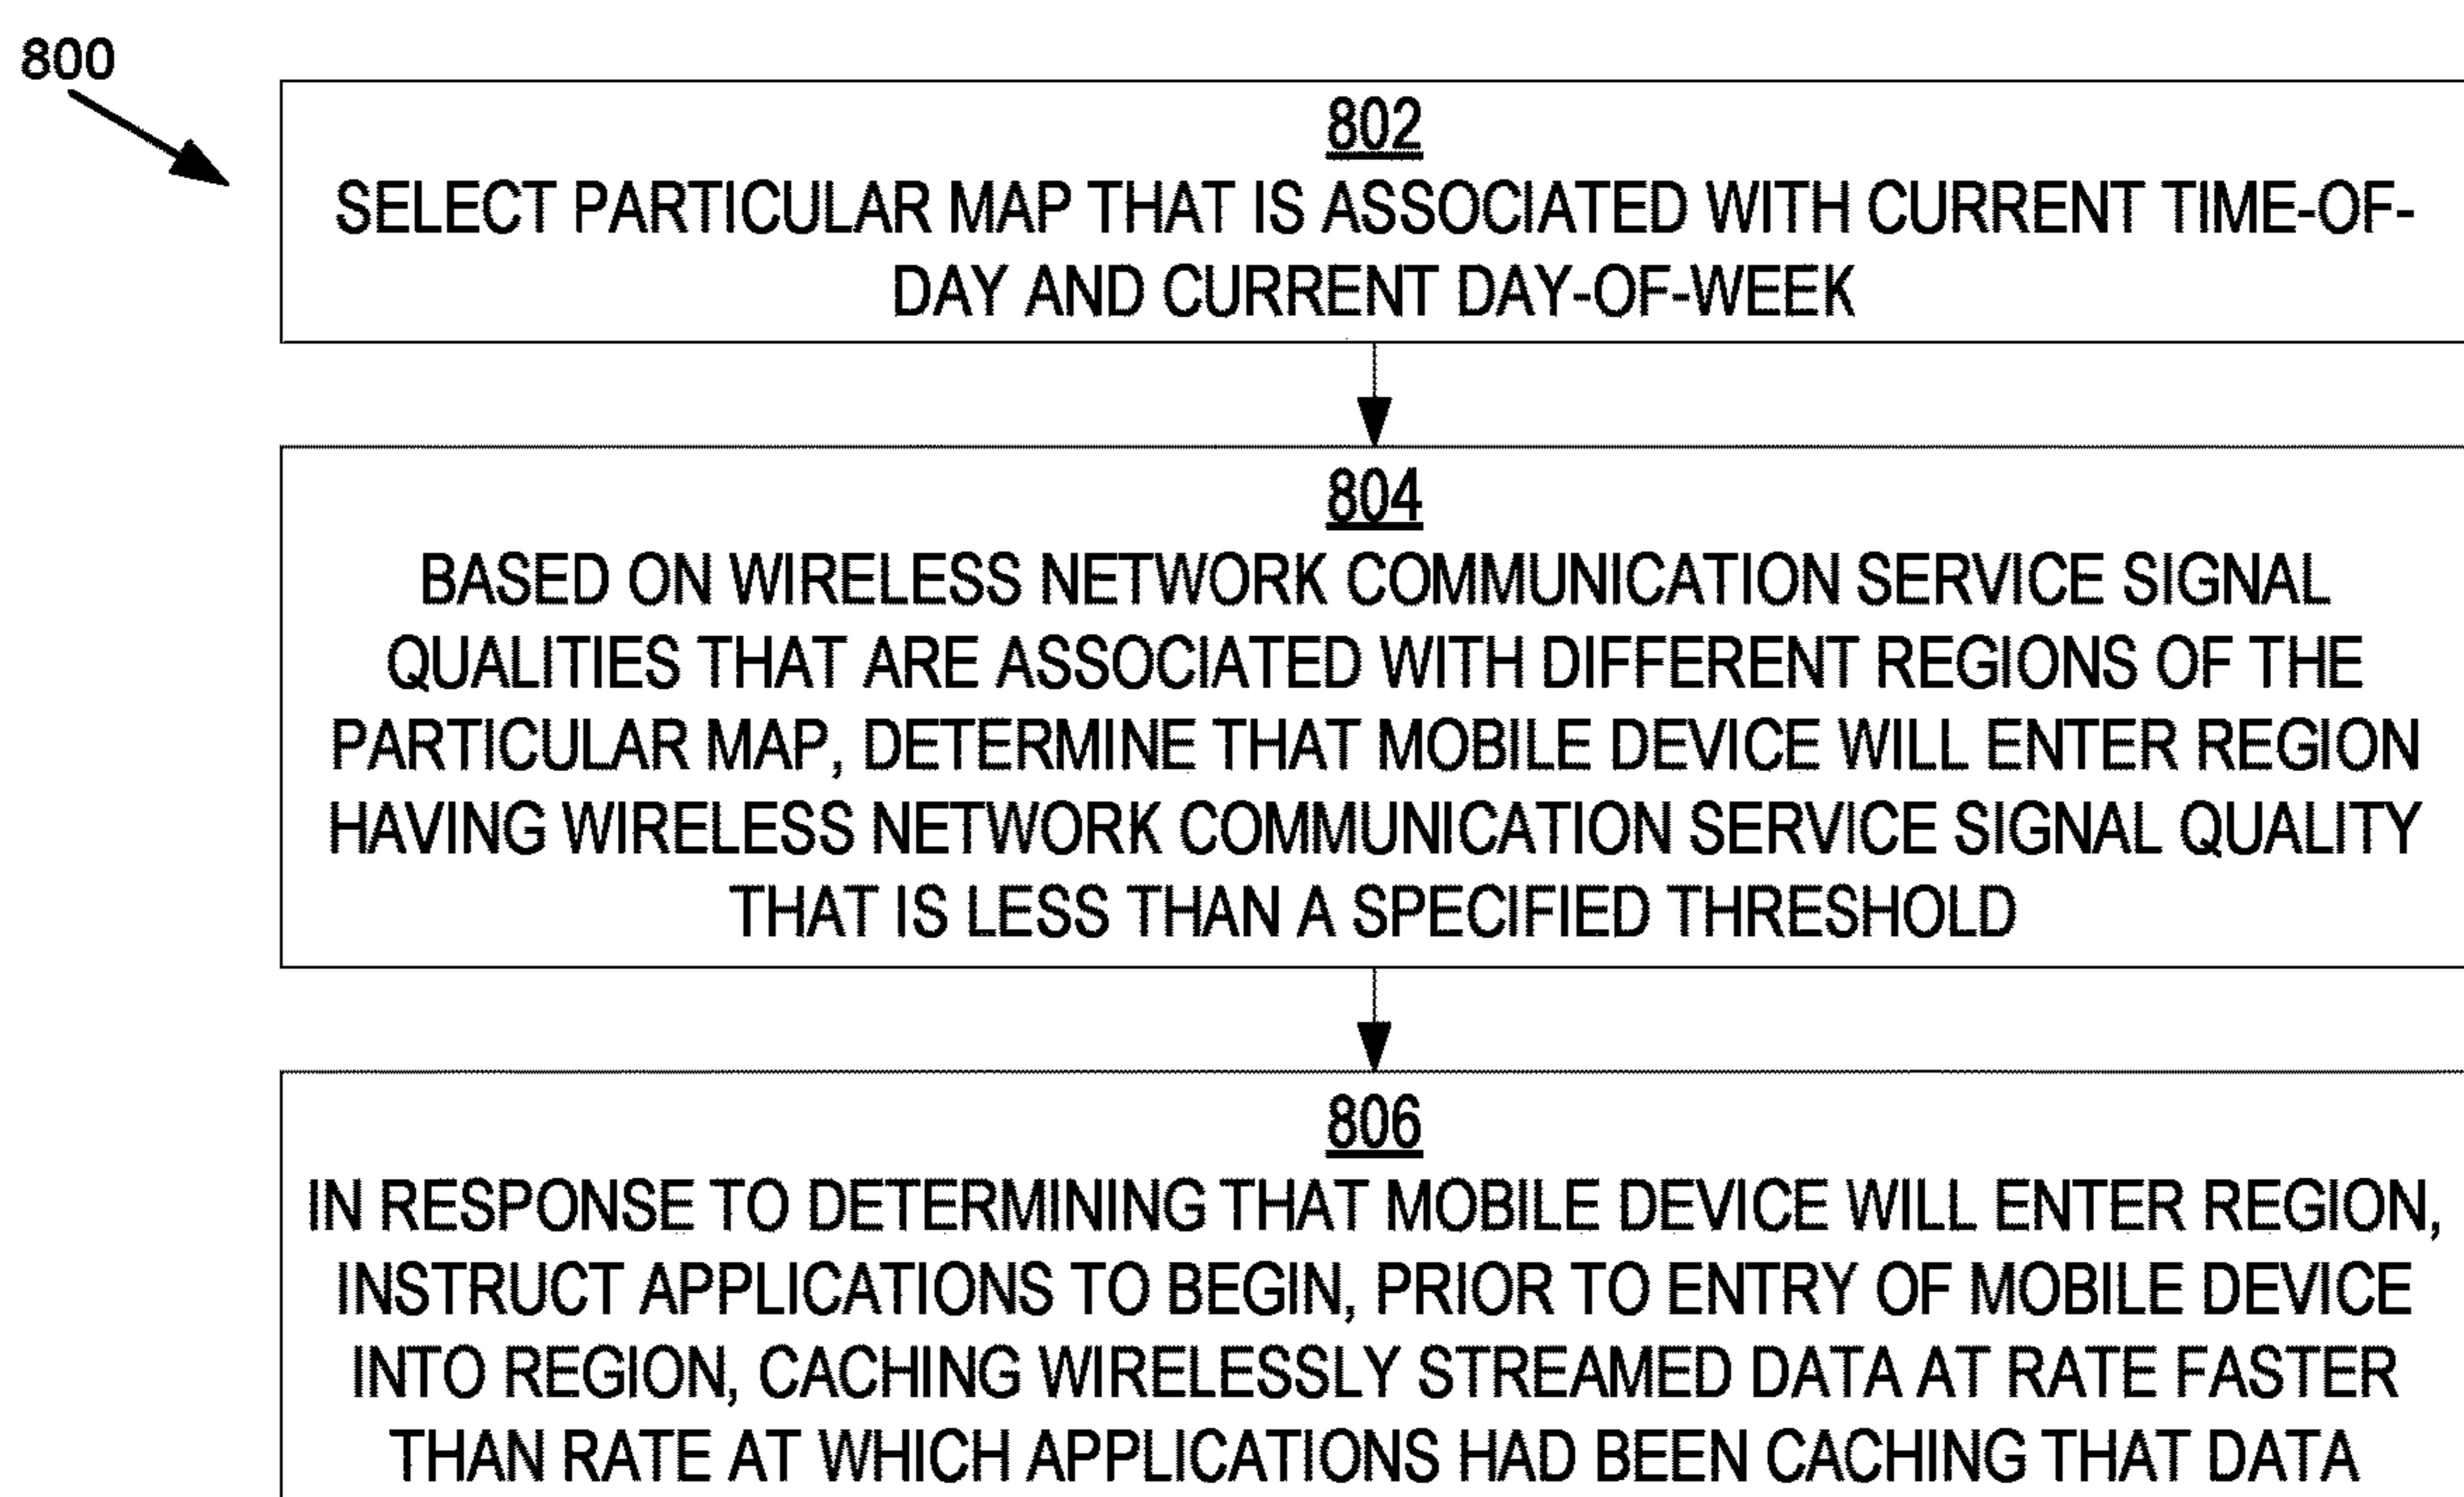 800
802
SELECT PARTICULAR MAP THAT IS ASSOCIATED WITH CURRENT TIME-OF-
DAY AND CURRENT DAY-OF-WEEK
804
BASED ON WIRELESS NETWORK COMMUNICATION SERVICE SIGNAL
QUALITIES THAT ARE ASSOCIATED WITH DIFFERENT REGIONS OF THE
PARTICULAR MAP, DETERMINE THAT MOBILE DEVICE WILL ENTER REGION
HAVING WIRELESS NETWORK COMMUNICATION SERVICE SIGNAL QUALITY
THAT IS LESS THAN A SPECIFIED THRESHOLD
806
IN RESPONSE TO DETERMINING THAT MOBILE DEVICE WILL ENTER REGION,
INSTRUCT APPLICATIONS TO BEGIN, PRIOR TO ENTRY OF MOBILE DEVICE
INTO REGION, CACHING WIRELESSLY STREAMED DATA AT RATE FASTER
THAN RATE AT WHICH APPLICATIONS HAD BEEN CACHING THAT DATA